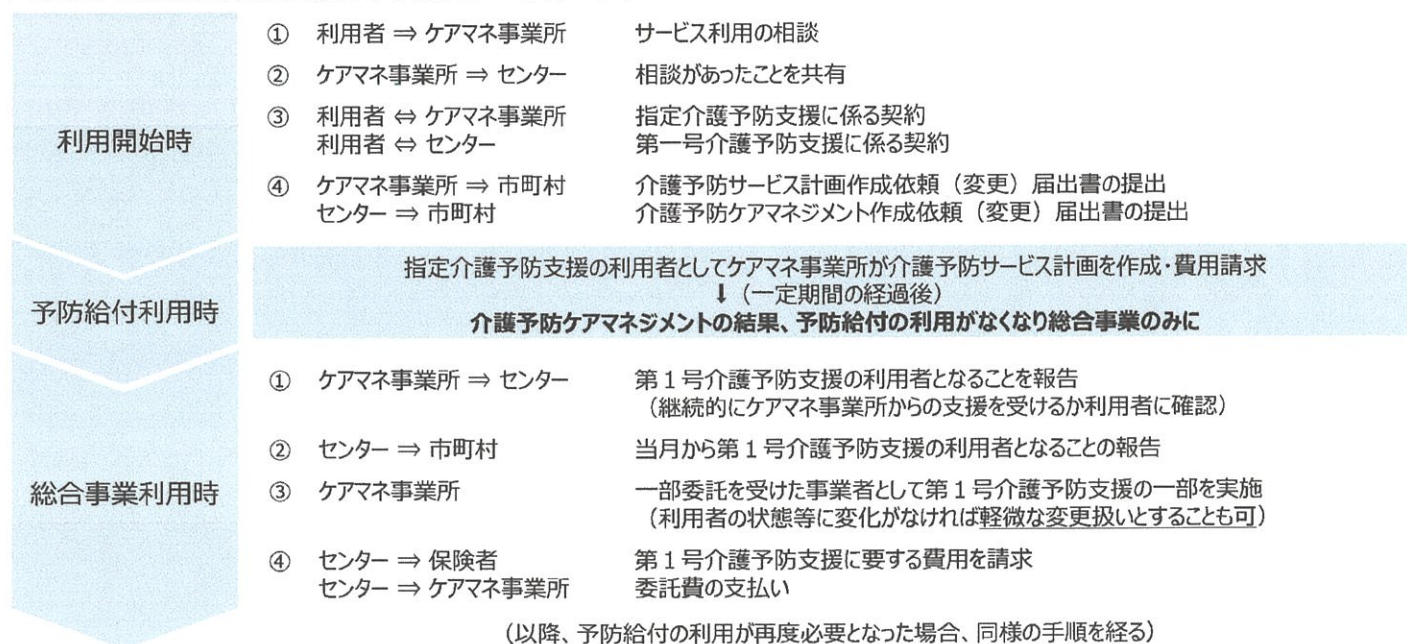 利用開始時
① 利用者 ⇒ ケアマネ事業所 サービス利用の相談
② ケアマネ事業所 ⇒ センター 相談があったことを共有
③ 利用者 ⇔ ケアマネ事業所 指定介護予防支援に係る契約
利用者 ⇔ センター 第一号介護予防支援に係る契約
④ ケアマネ事業所 ⇒ 市町村 介護予防サービス計画作成依頼（変更）届出書の提出
センター ⇒ 市町村 介護予防ケアマネジメント作成依頼（変更）届出書の提出
予防給付利用時
指定介護予防支援の利用者としてケアマネ事業所が介護予防サービス計画を作成・費用請求
⬇（一定期間の経過後）
介護予防ケアマネジメントの結果、予防給付の利用がなくなり総合事業のみに
総合事業利用時
① ケアマネ事業所 ⇒ センター 第１号介護予防支援の利用者となることを報告
（継続的にケアマネ事業所からの支援を受けるか利用者に確認）
② センター ⇒ 市町村 当月から第１号介護予防支援の利用者となることの報告
③ ケアマネ事業所 一部委託を受けた事業者として第１号介護予防支援の一部を実施
（利用者の状態等に変化がなければ軽微な変更扱いとすることも可）
④ センター ⇒ 保険者 第１号介護予防支援に要する費用を請求
センター ⇒ ケアマネ事業所 委託費の支払い
（以降、予防給付の利用が再度必要となった場合、同様の手順を経る）